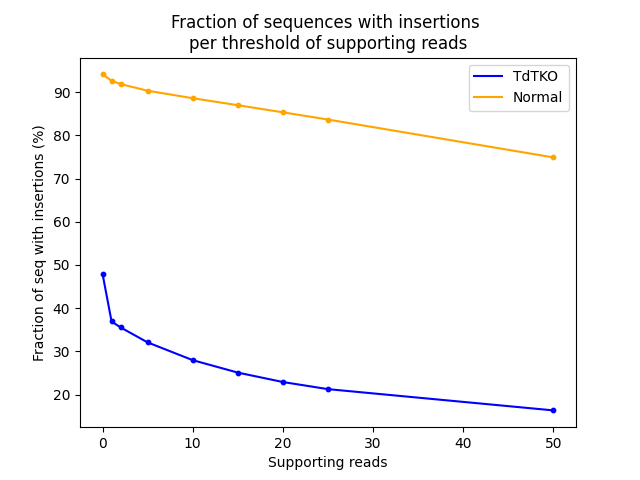 Fraction of sequences with insertions
per threshold of supporting reads
TdTKO
Normal
Fraction of seq with insertions (%)
90
80
70
60
50
40
30
20
0 10 20 30 40 50
Supporting reads